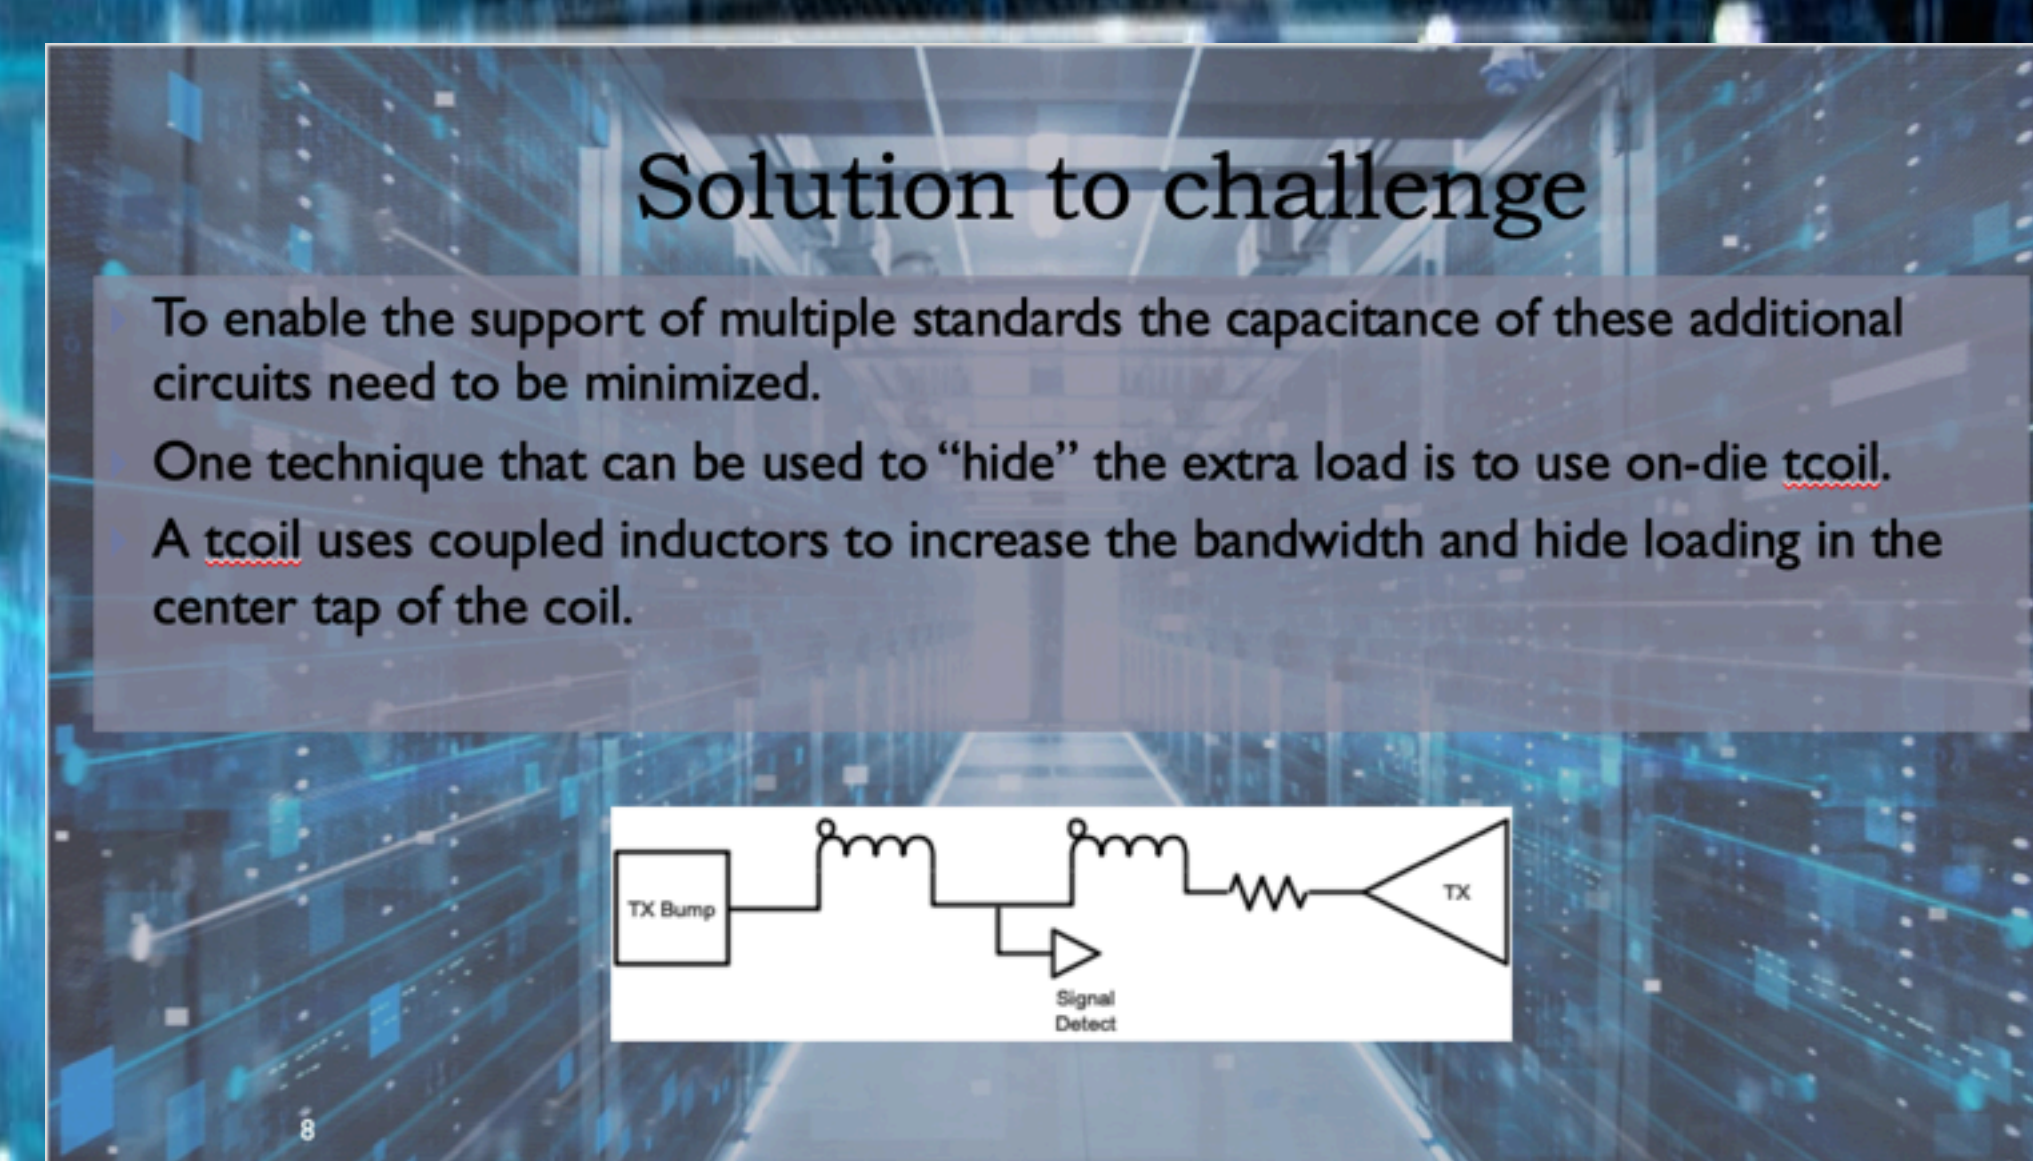 Solution to challenge
To enable the support of multiple standards the capacitance of these additional
circuits need to be minimized.
One technique that can be used to “hide” the extra load is to use on-die tcoil.
A tcoil uses coupled inductors to increase the bandwidth and hide loading in the
center tap of the coil.
TX Bump
TX
Signal
Detect
8